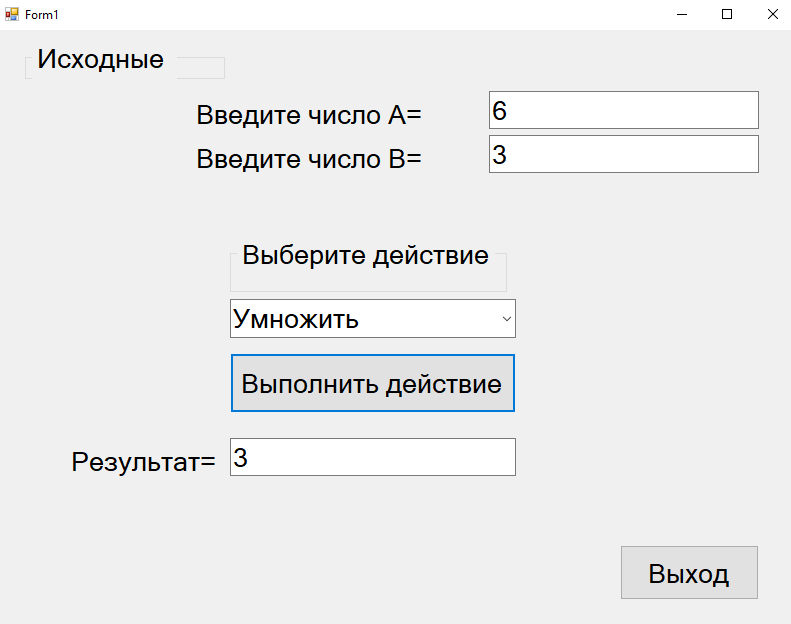 Form1
Исходные
Введите число A= 6
Введите число B= 3
Выберите действие
Умножить
Выполнить действие
Результат= 3
Выход